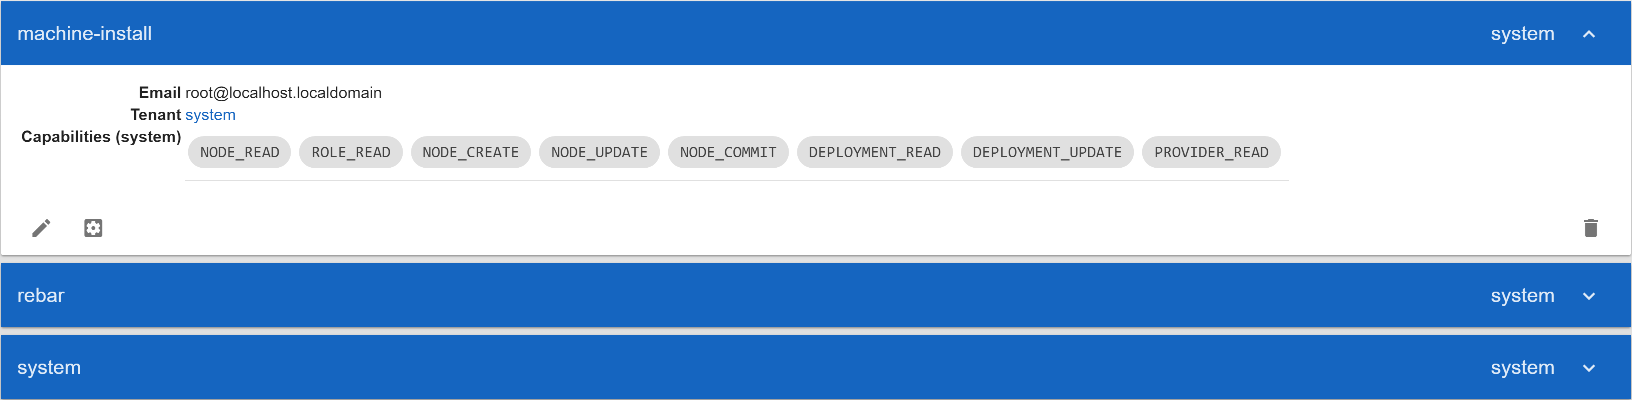 machine-install system
Email root@localhost.localdomain
Tenant system
Capabilities (system)
NODE_READ ROLE_READ NODE_CREATE NODE_UPDATE NODE_COMMIT DEPLOYMENT_READ DEPLOYMENT_UPDATE PROVIDER_READ
rebar system
system system